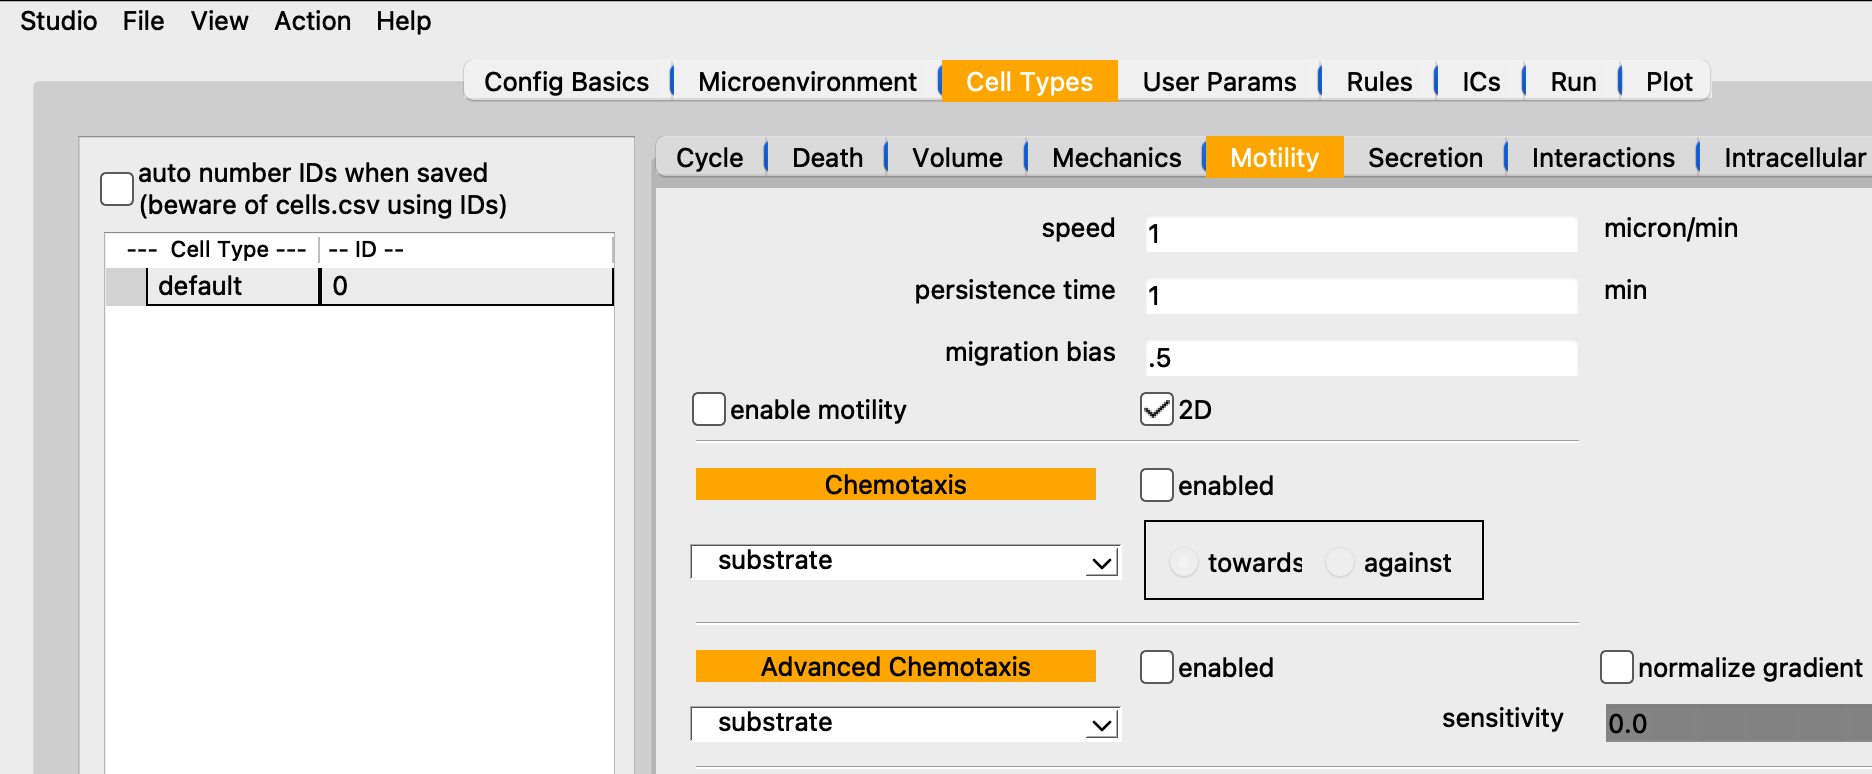 Studio File View Action Help
Config Basics Microenvironment Cell Types User Params Rules ICs Run Plot
auto number IDs when saved
(beware of cells.csv using IDs)
--- Cell Type --- -- ID --
default 0
Cycle Death Volume Mechanics Motility Secretion Interactions Intracellular
speed 1 micron/min
persistence time 1 min
migration bias .5
enable motility 2D
Chemotaxis enabled
substrate towards against
Advanced Chemotaxis enabled normalize gradient
substrate sensitivity 0.0